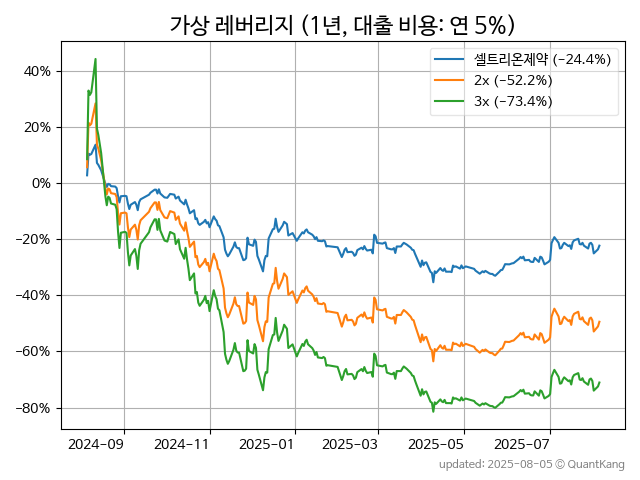 가상 레버리지 (1년, 대출 비용: 연 5%)
셀트리온제약 (−24.4%)
2x (−52.2%)
3x (−73.4%)
40%
20%
0%
−20%
−40%
−60%
−80%
2024-09 2024-11 2025-01 2025-03 2025-05 2025-07
updated: 2025-08-05 © QuantKang